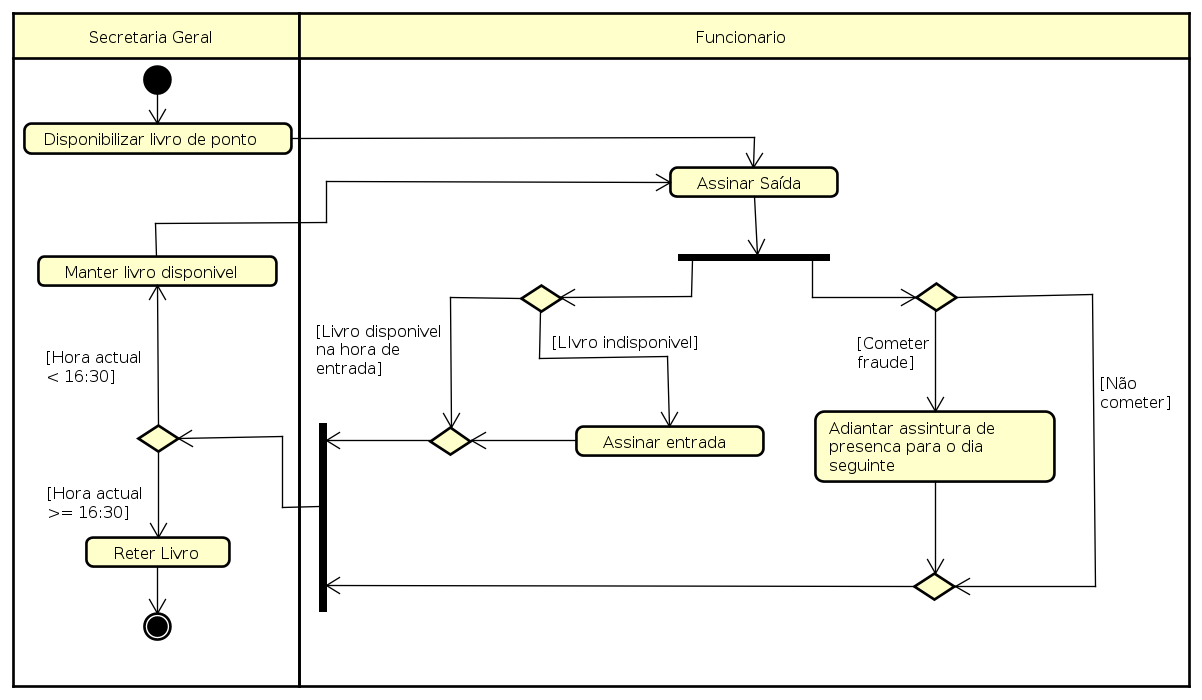 Secretaria Geral
Funcionario
Disponibilizar livro de ponto
Assinar Saída
Manter livro disponivel
[Livro disponivel
na hora de
entrada]
[LIvro indisponivel]
[Cometer
fraude]
[Não
cometer]
[Hora actual
< 16:30]
Assinar entrada
Adiantar assintura de
presenca para o dia
seguinte
[Hora actual
>= 16:30]
Reter Livro